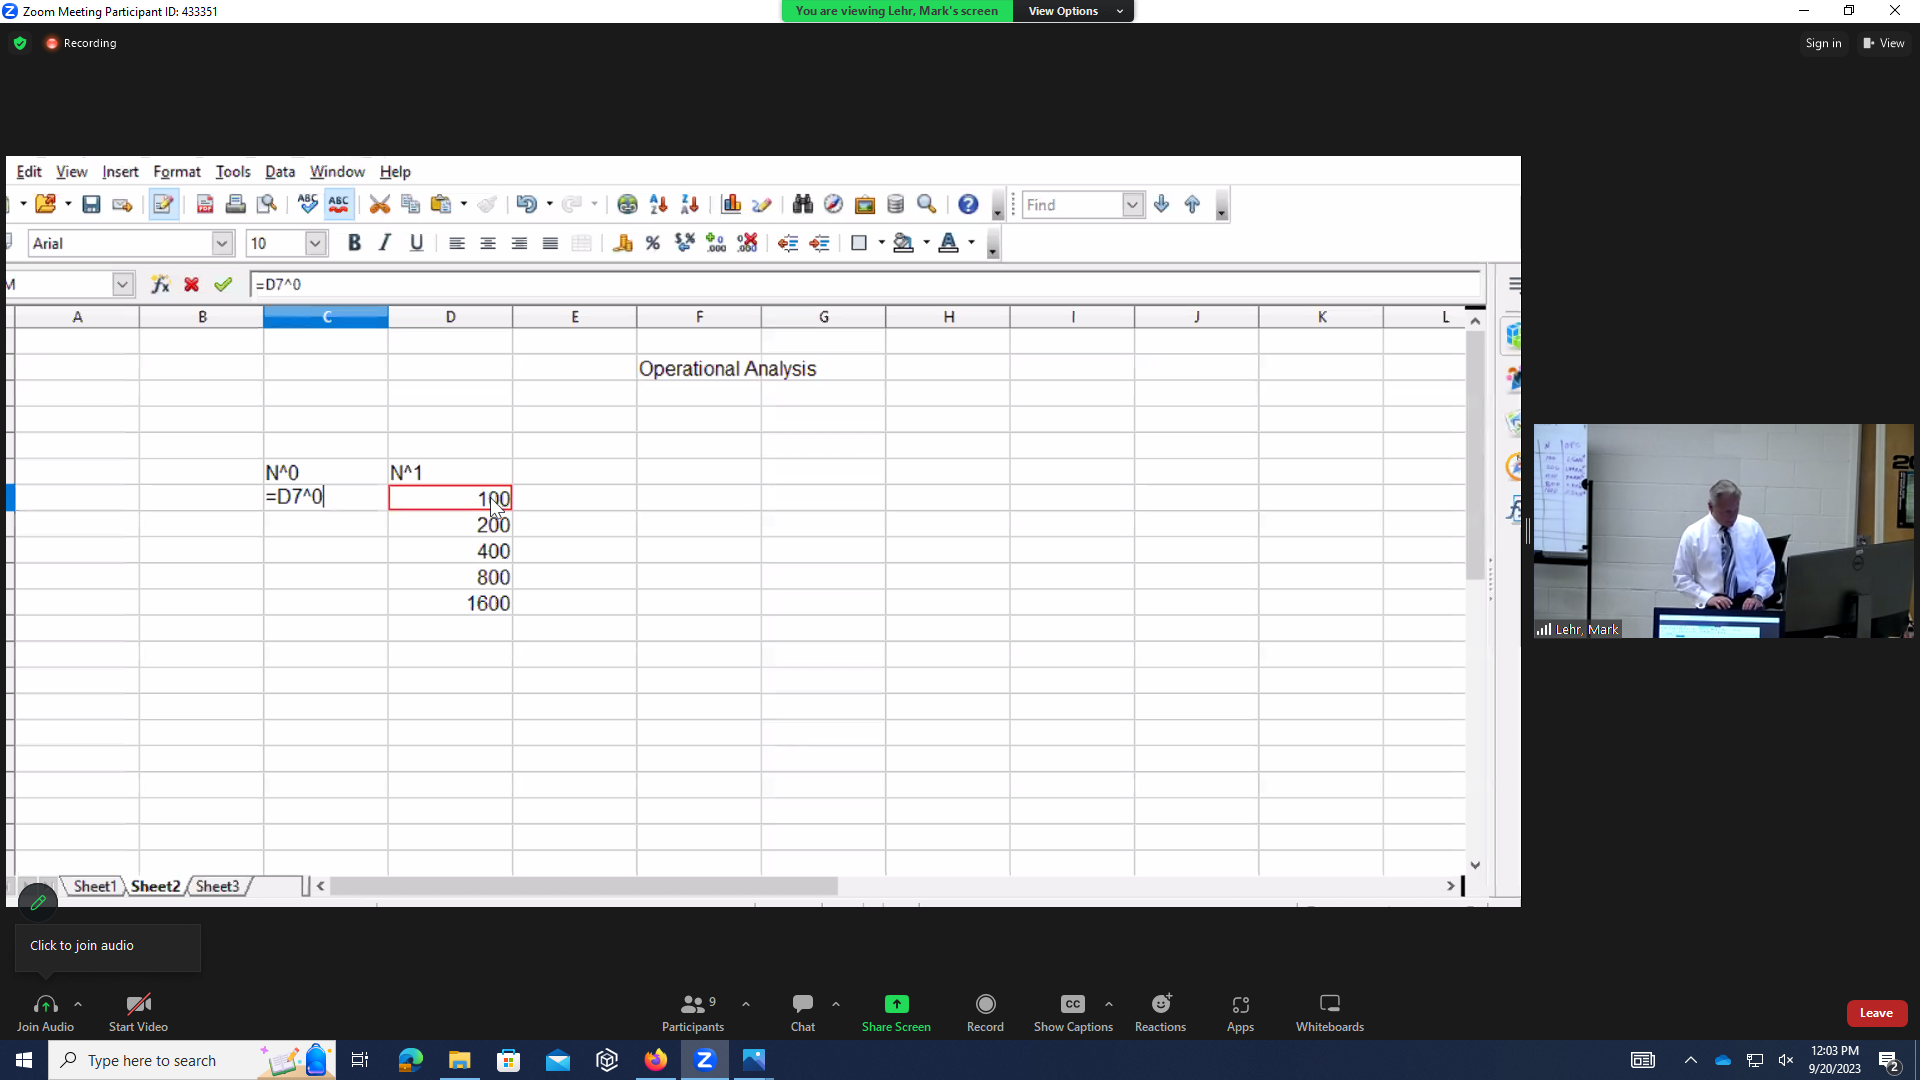 Zoom Meeting Participant ID: 433351
You are viewing Lehr, Mark's screen
View Options
Recording
Sign in
View
Edit View Insert Format Tools Data Window Help
ABC ABC
Find
Arial
10
B I U
%
=D7^0
A B C D E F G H I J K L
Operational Analysis
N^0 N^1
=D7^0 100
200
400
800
1600
Lehr, Mark
Sheet1 Sheet2 Sheet3
Click to join audio
Join Audio
Start Video
Participants 9
Chat
Share Screen
Record
CC
Show Captions
Reactions
Apps
Whiteboards
Leave
Type here to search
12:03 PM
9/20/2023
2